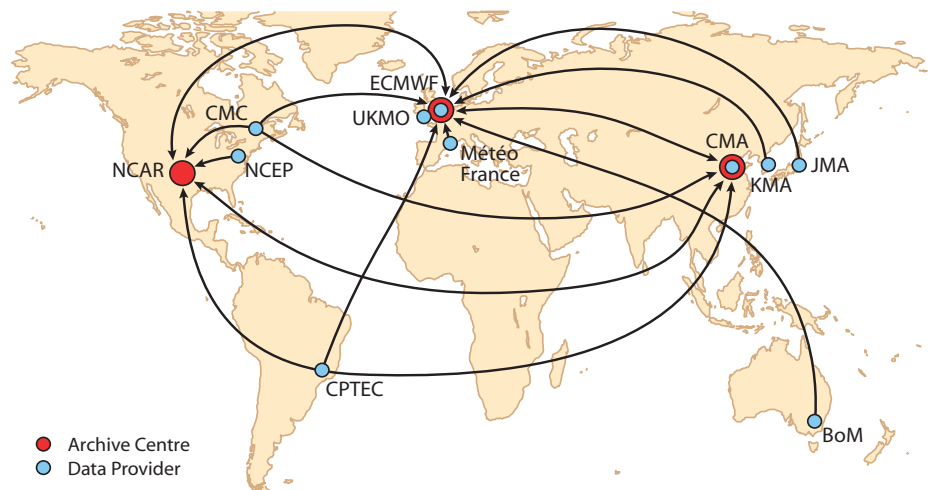 ECMWF
CMC
UKMO
CMA
NCAR
NCEP
Météo
France
KMA
JMA
CPTEC
BoM
Archive Centre
Data Provider